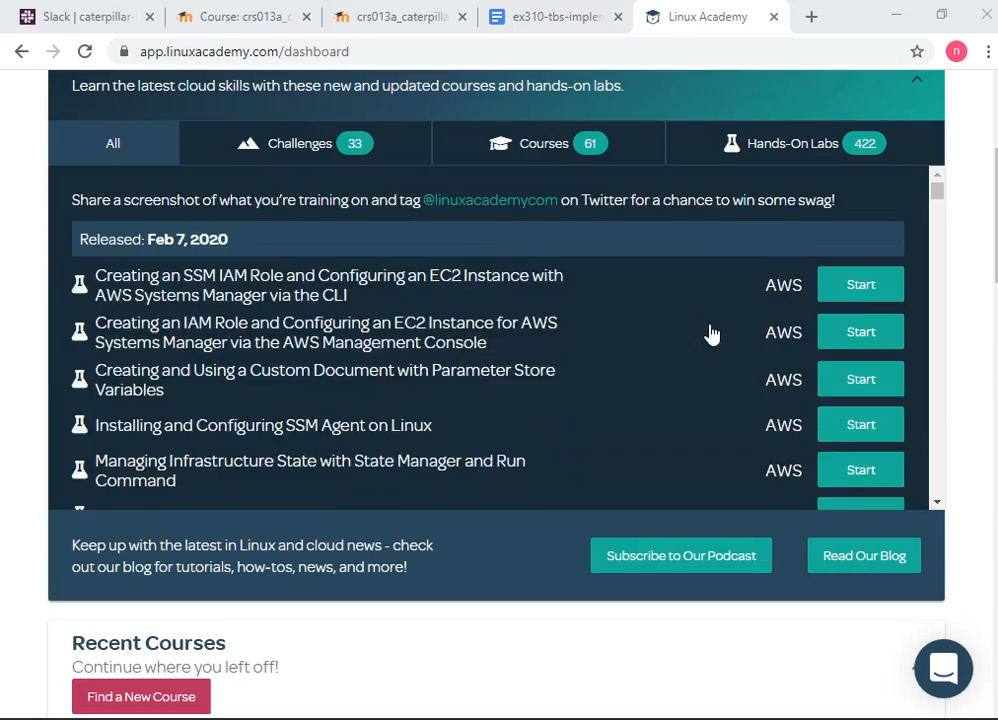 Slack | caterpillar-
Course: crs013a_c
crs013a_caterpilla
ex310-tbs-implen
Linux Academy
app.linuxacademy.com/dashboard
n
Learn the latest cloud skills with these new and updated courses and hands-on labs.
All
Challenges 33
Courses 61
Hands-On Labs 422
Share a screenshot of what you're training on and tag @linuxacademycom on Twitter for a chance to win some swag!
Released: Feb 7, 2020
Creating an SSM IAM Role and Configuring an EC2 Instance with
AWS Systems Manager via the CLI
AWS
Start
Creating an IAM Role and Configuring an EC2 Instance for AWS
Systems Manager via the AWS Management Console
AWS
Start
Creating and Using a Custom Document with Parameter Store
Variables
AWS
Start
Installing and Configuring SSM Agent on Linux
AWS
Start
Managing Infrastructure State with State Manager and Run
Command
AWS
Start
Keep up with the latest in Linux and cloud news - check
out our blog for tutorials, how-tos, news, and more!
Subscribe to Our Podcast
Read Our Blog
Recent Courses
Continue where you left off!
Find a New Course